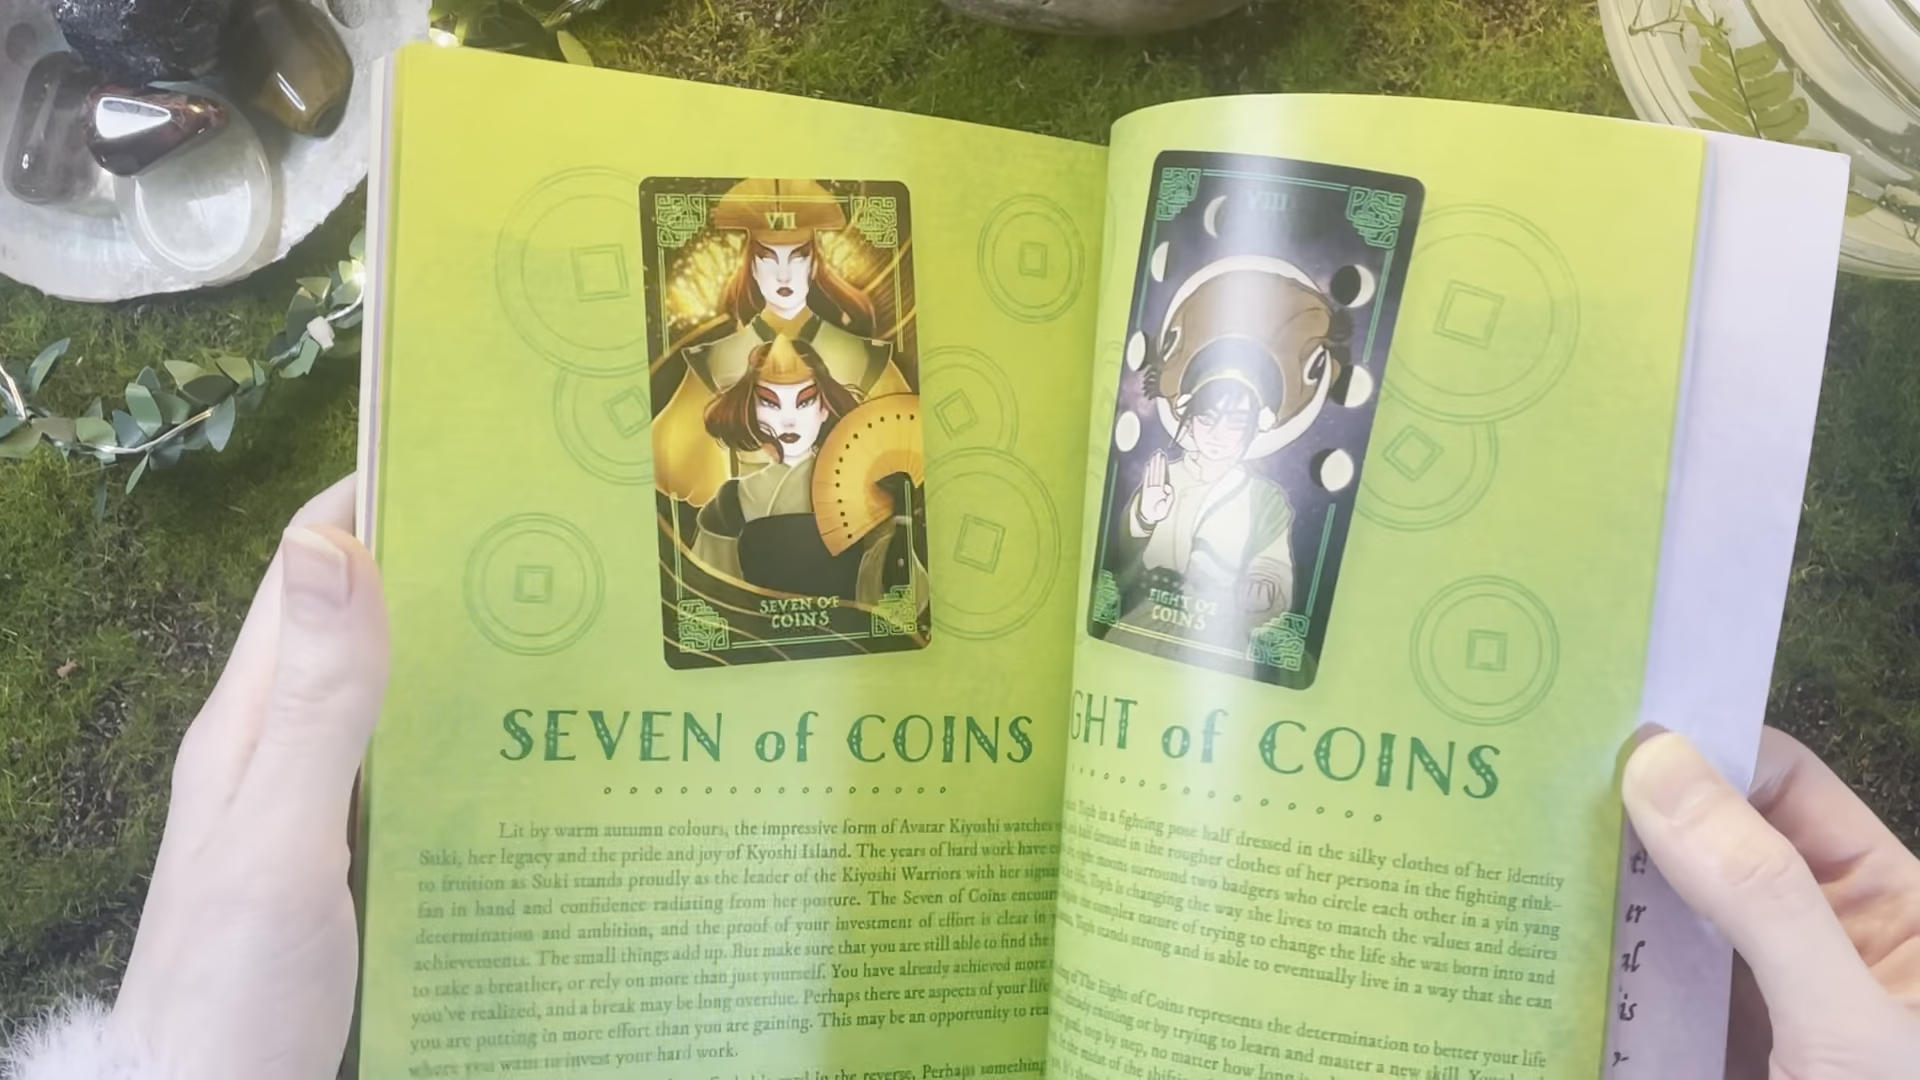 VII
SEVEN OF
COINS
SEVEN of COINS
Lit by warm autumn colours, the impressive form of Avatar Kiyoshi watches
Suki, her legacy and the pride and joy of Kyoshi Island. The years of hard work have
to fruition as Suki stands proudly as the leader of the Kiyoshi Warriors with her
fan in hand and confidence radiating from her posture. The Seven of Coins
determination and ambition, and the proof of your investment of effort is clear in
achievements. The small things add up. But make sure that you are still able to find the
to take a breather, or rely on more than just yourself. You have already achieved more
you've realized, and a break may be long overdue. Perhaps there are aspects of your life
you are putting in more effort than you are gaining. This may be an opportunity to
where you want to invest your hard work.
in the reverse. Perhaps something
VIII
EIGHT OF
COINS
GHT of COINS
Toph in a fighting pose half dressed in the silky clothes of her identity
half dressed in the rougher clothes of her persona in the fighting rink–
eight moons surround two badgers who circle each other in a yin yang
life, Toph is changing the way she lives to match the values and desires
the complex nature of trying to change the life she was born into and
Toph stands strong and is able to eventually live in a way that she can
of The Eight of Coins represents the determination to better your life
already existing or by trying to learn and master a new skill.
goal, step by step, no matter how long
in the midst of the
t!
er
al
is